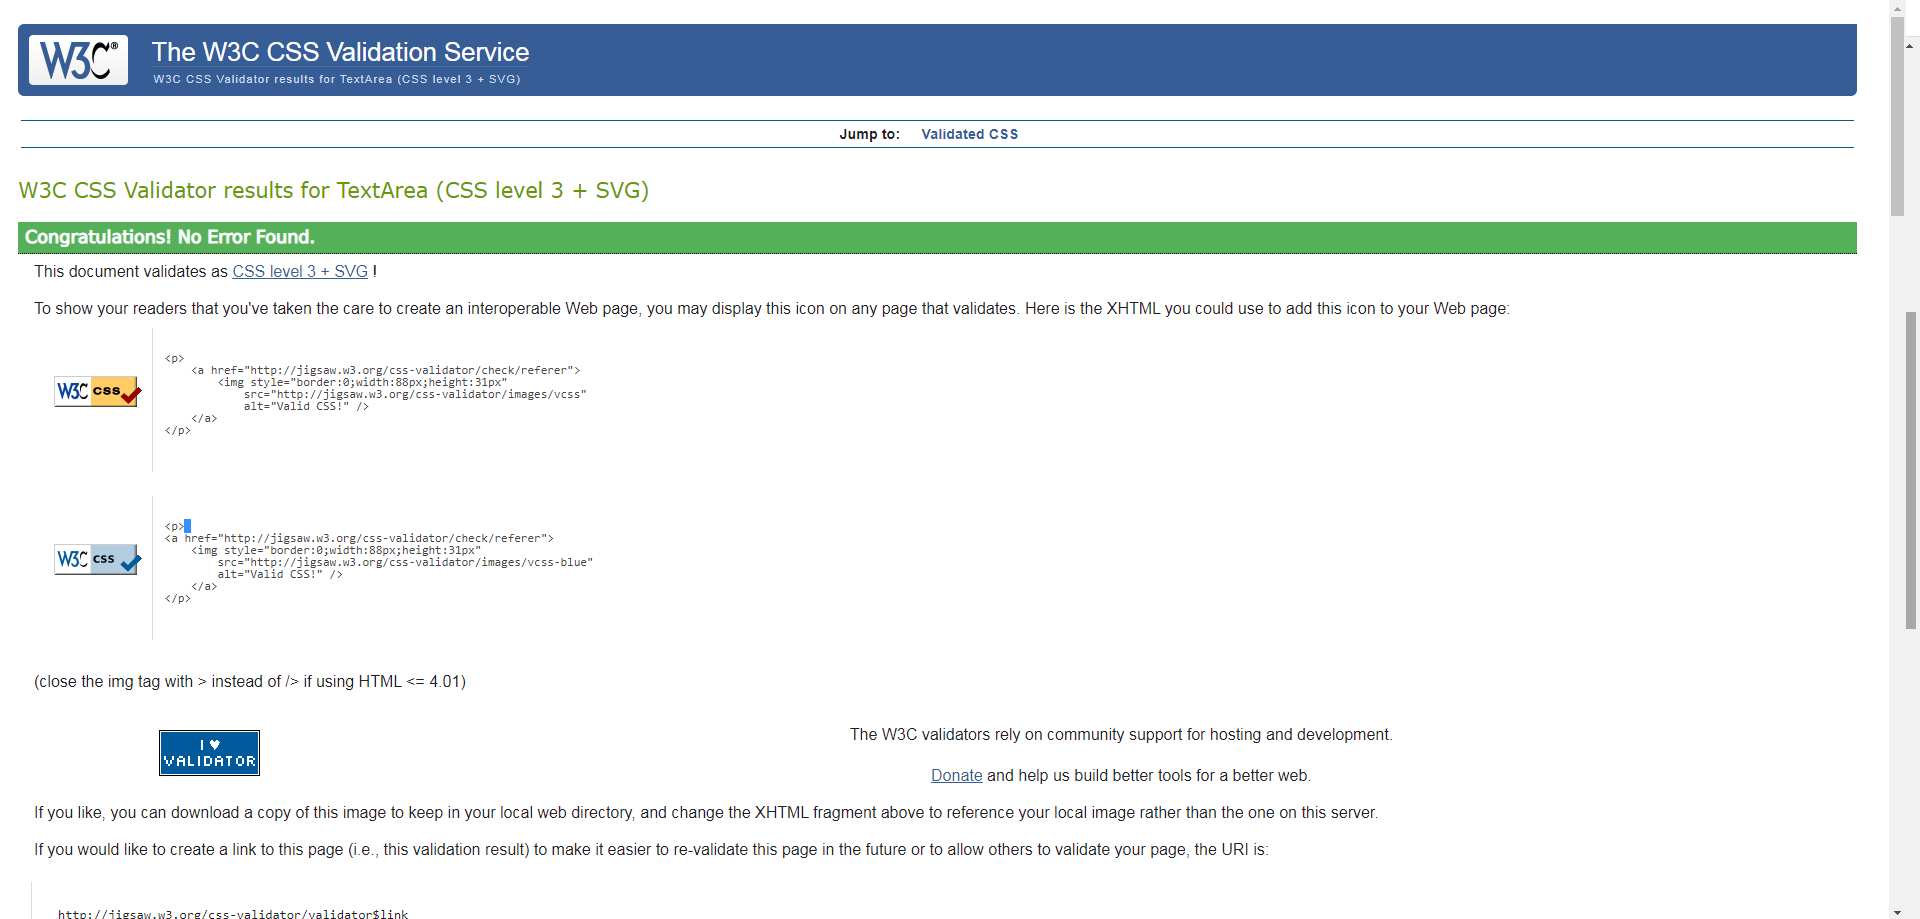 W3C®
The W3C CSS Validation Service
W3C CSS Validator results for TextArea (CSS level 3 + SVG)
Jump to: Validated CSS
W3C CSS Validator results for TextArea (CSS level 3 + SVG)
Congratulations! No Error Found.
This document validates as CSS level 3 + SVG !
To show your readers that you've taken the care to create an interoperable Web page, you may display this icon on any page that validates. Here is the XHTML you could use to add this icon to your Web page:
W3C css
<p>
    <a href="http://jigsaw.w3.org/css-validator/check/referer">
        <img style="border:0;width:88px;height:31px"
            src="http://jigsaw.w3.org/css-validator/images/vcss"
            alt="Valid CSS!" />
    </a>
</p>
W3C css
<p>
<a href="http://jigsaw.w3.org/css-validator/check/referer">
    <img style="border:0;width:88px;height:31px"
        src="http://jigsaw.w3.org/css-validator/images/vcss-blue"
        alt="Valid CSS!" />
    </a>
</p>
(close the img tag with > instead of /> if using HTML <= 4.01)
I ♥
VALIDATOR
The W3C validators rely on community support for hosting and development.
Donate and help us build better tools for a better web.
If you like, you can download a copy of this image to keep in your local web directory, and change the XHTML fragment above to reference your local image rather than the one on this server.
If you would like to create a link to this page (i.e., this validation result) to make it easier to re-validate this page in the future or to allow others to validate your page, the URI is:
http://jigsaw.w3.org/css-validator/validator$link